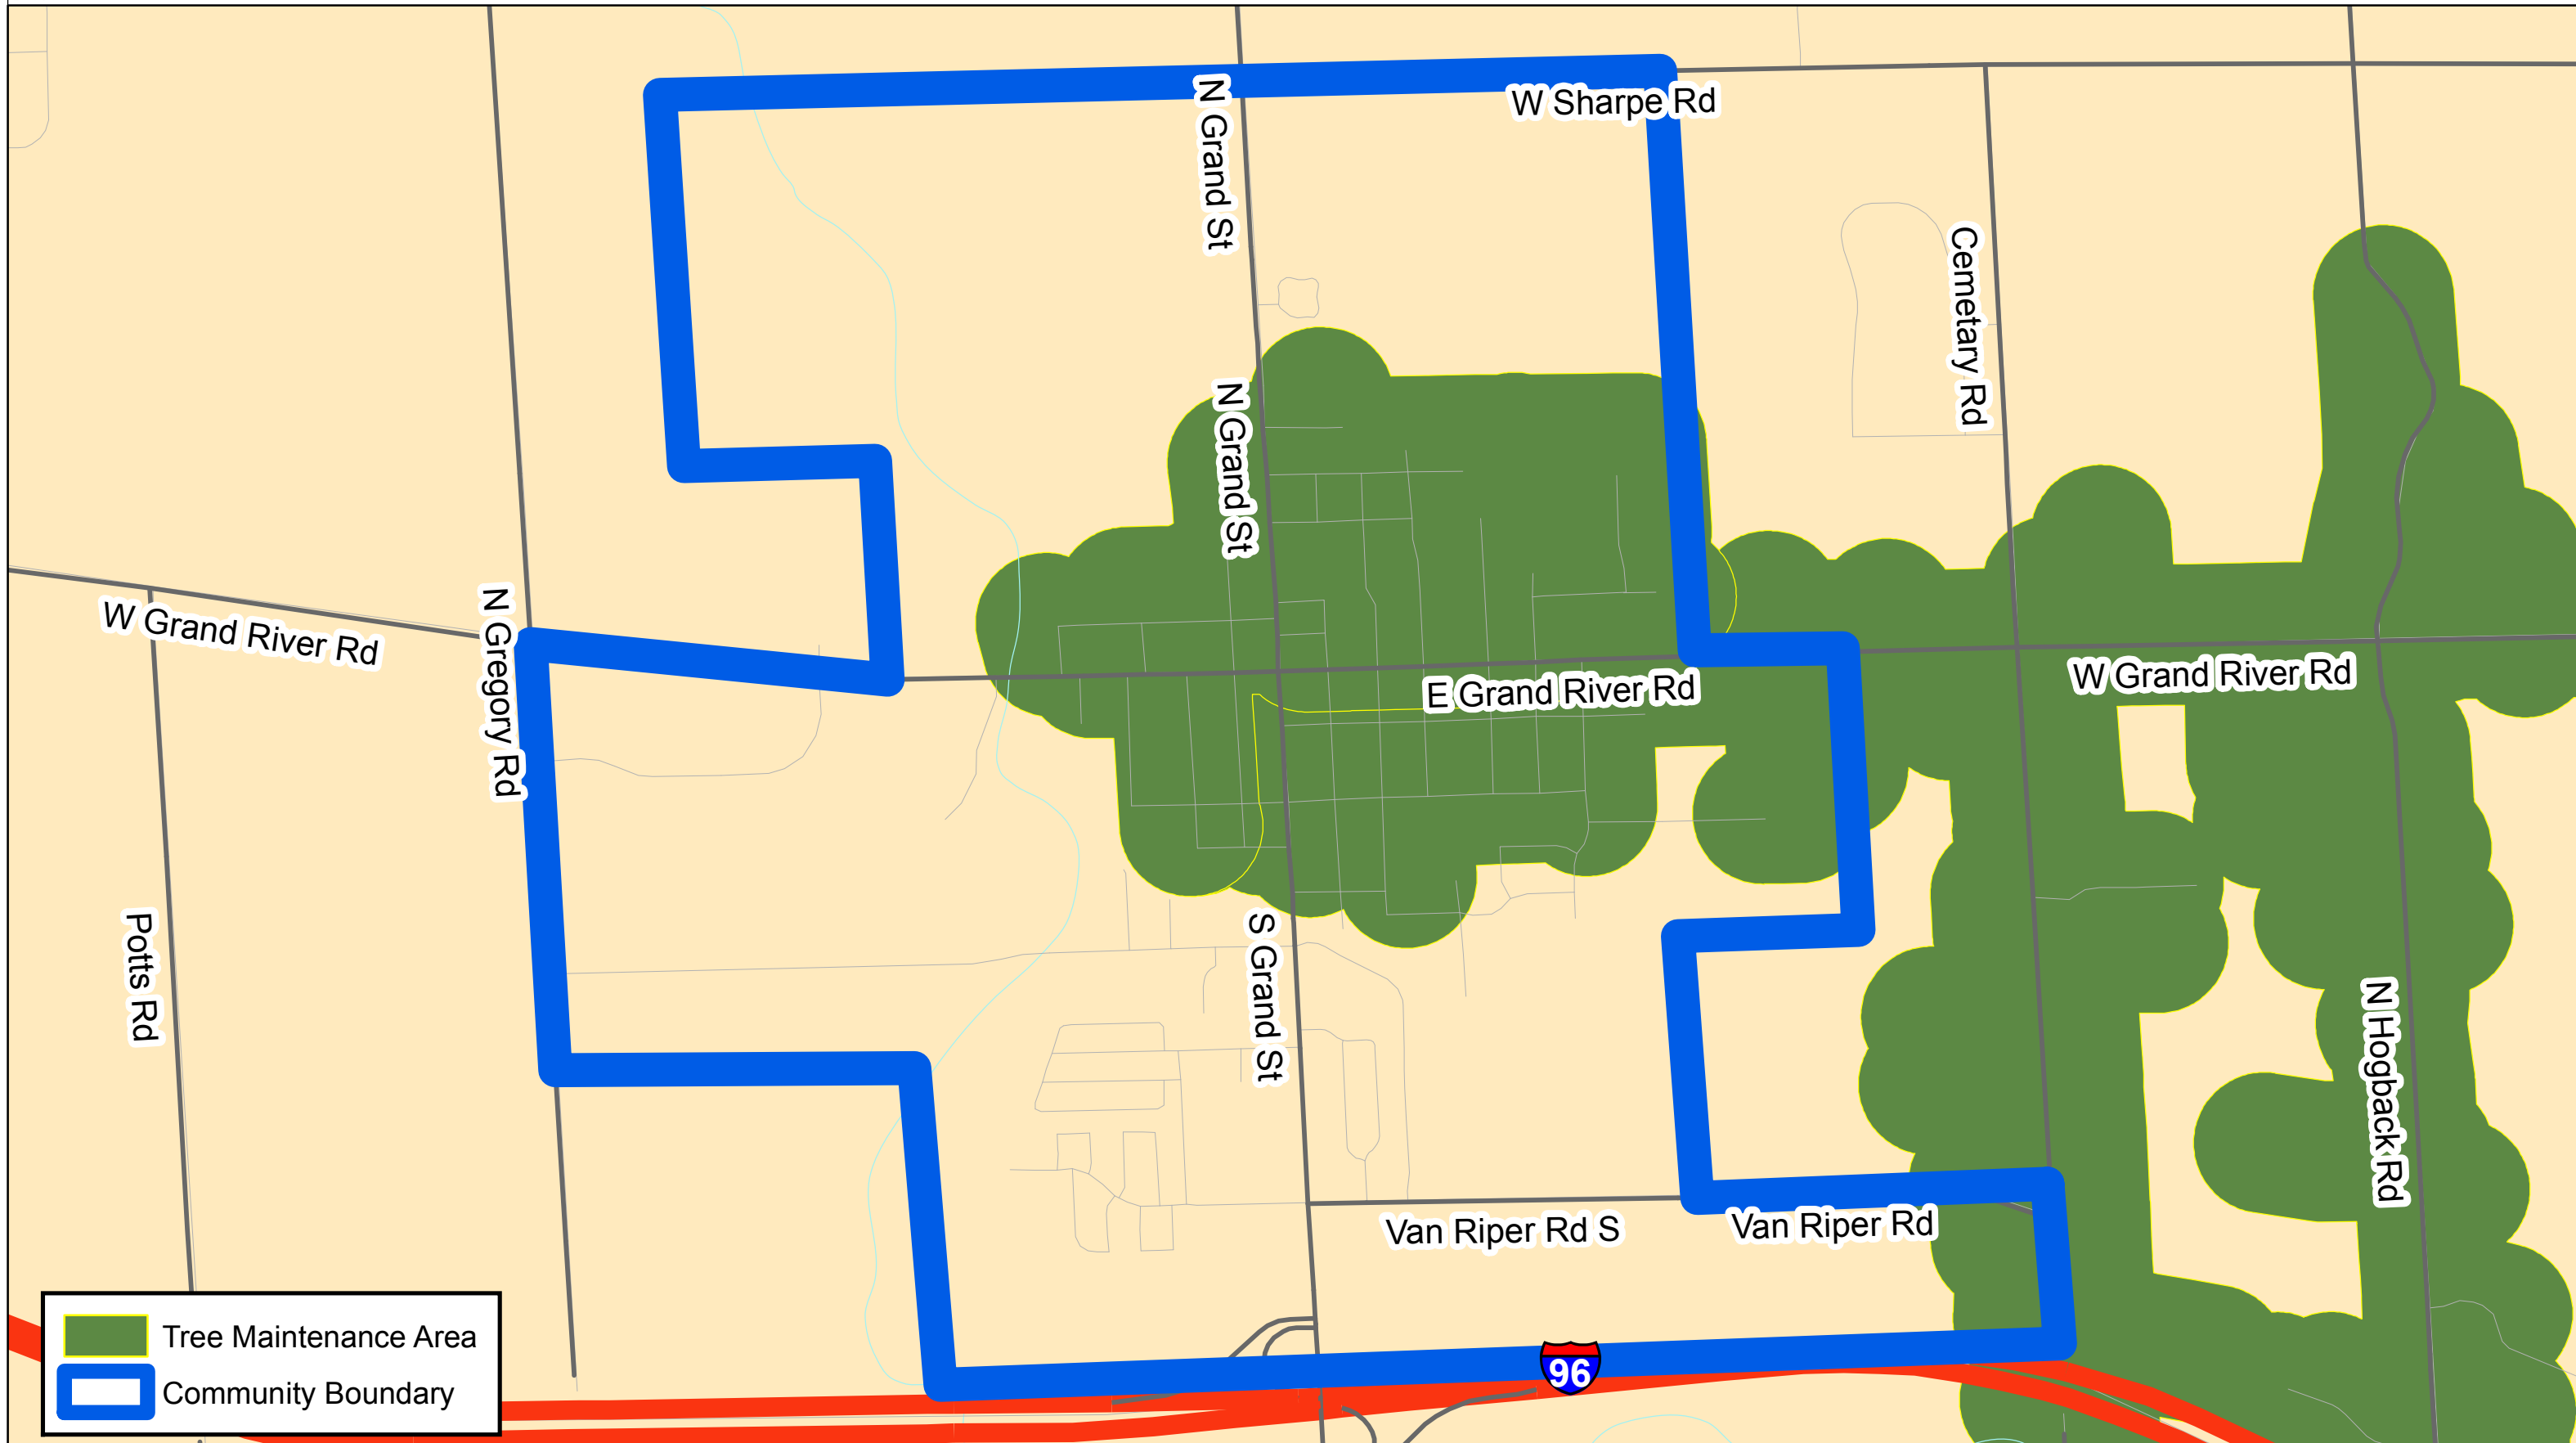 W Sharpe Rd
N Grand St
Cemetary Rd
N Grand St
W Grand River Rd
N Gregory Rd
E Grand River Rd
W Grand River Rd
Potts Rd
S Grand St
N Hogback Rd
Van Riper Rd S
Van Riper Rd
96
Tree Maintenance Area
Community Boundary